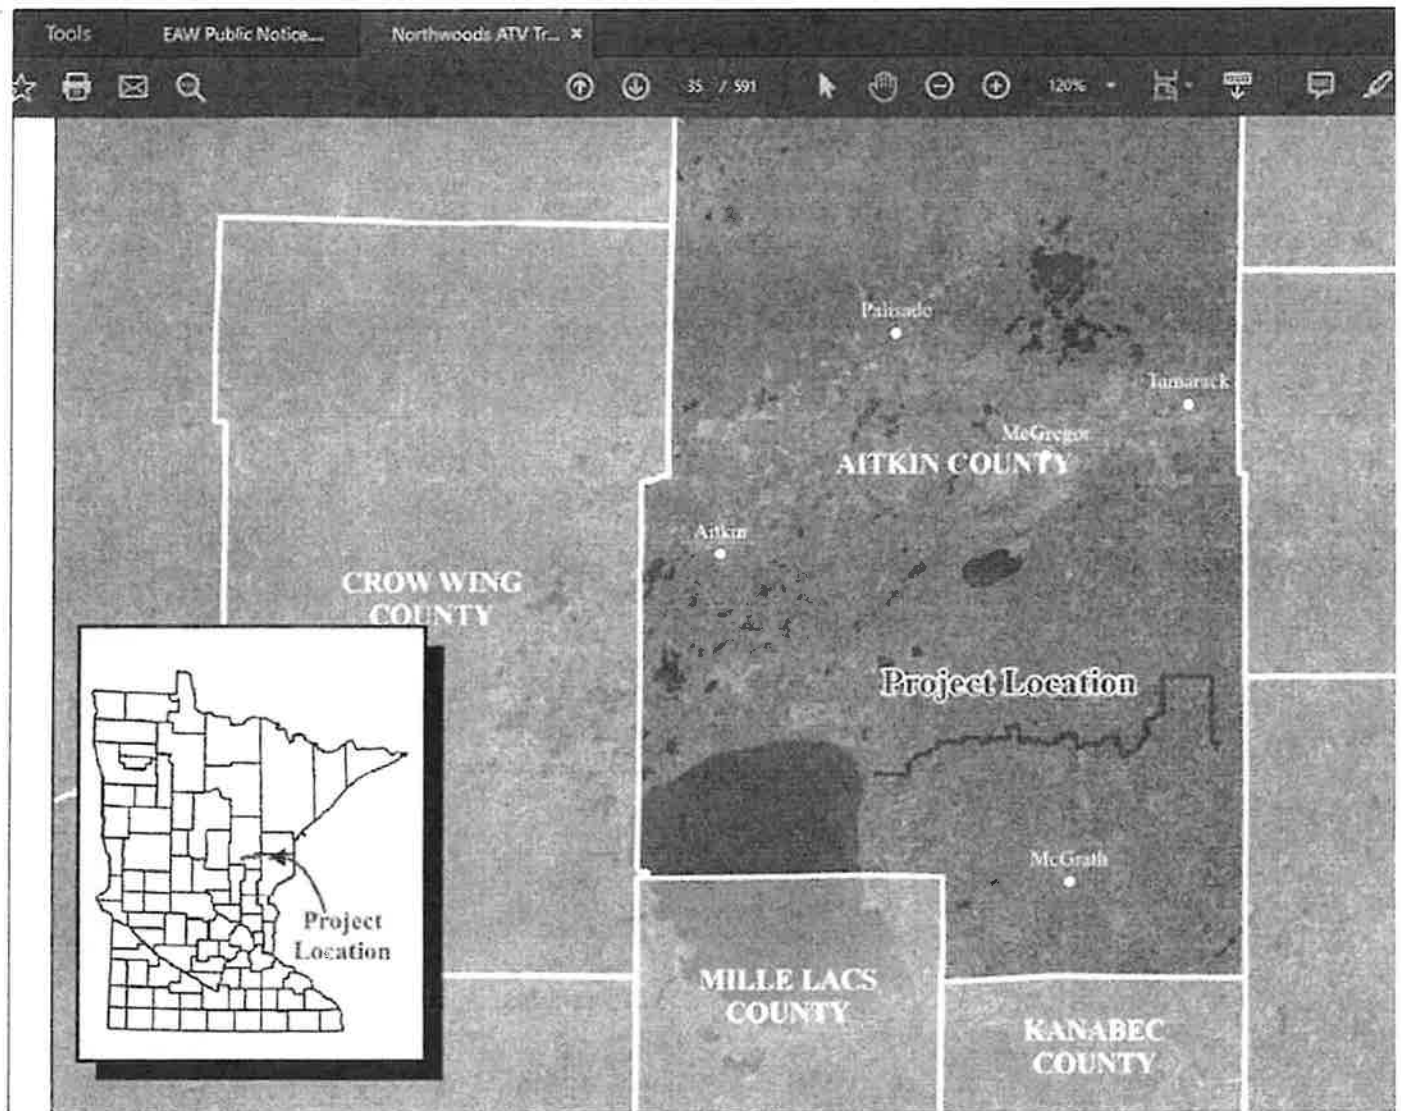 Tools EAW Public Notice.... Northwoods ATV Tr... ×
35 / 591 120%
Palisade
Tamarack
McGregor
AITKIN COUNTY
Aitkin
CROW WING
COUNTY
Project Location
McGrath
Project
Location
MILLE LACS
COUNTY
KANABEC
COUNTY